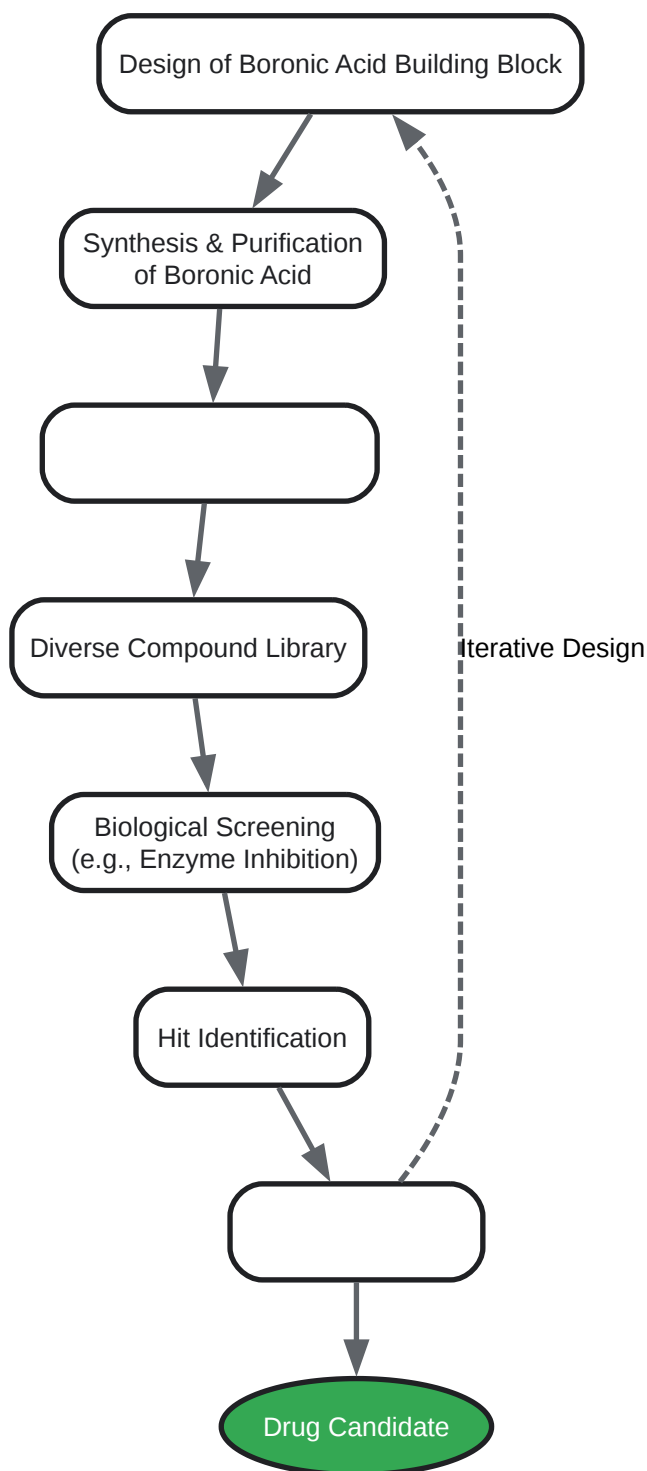 Design of Boronic Acid Building Block
Synthesis & Purification
of Boronic Acid
Diverse Compound Library
Iterative Design
Biological Screening
(e.g., Enzyme Inhibition)
Hit Identification
Drug Candidate